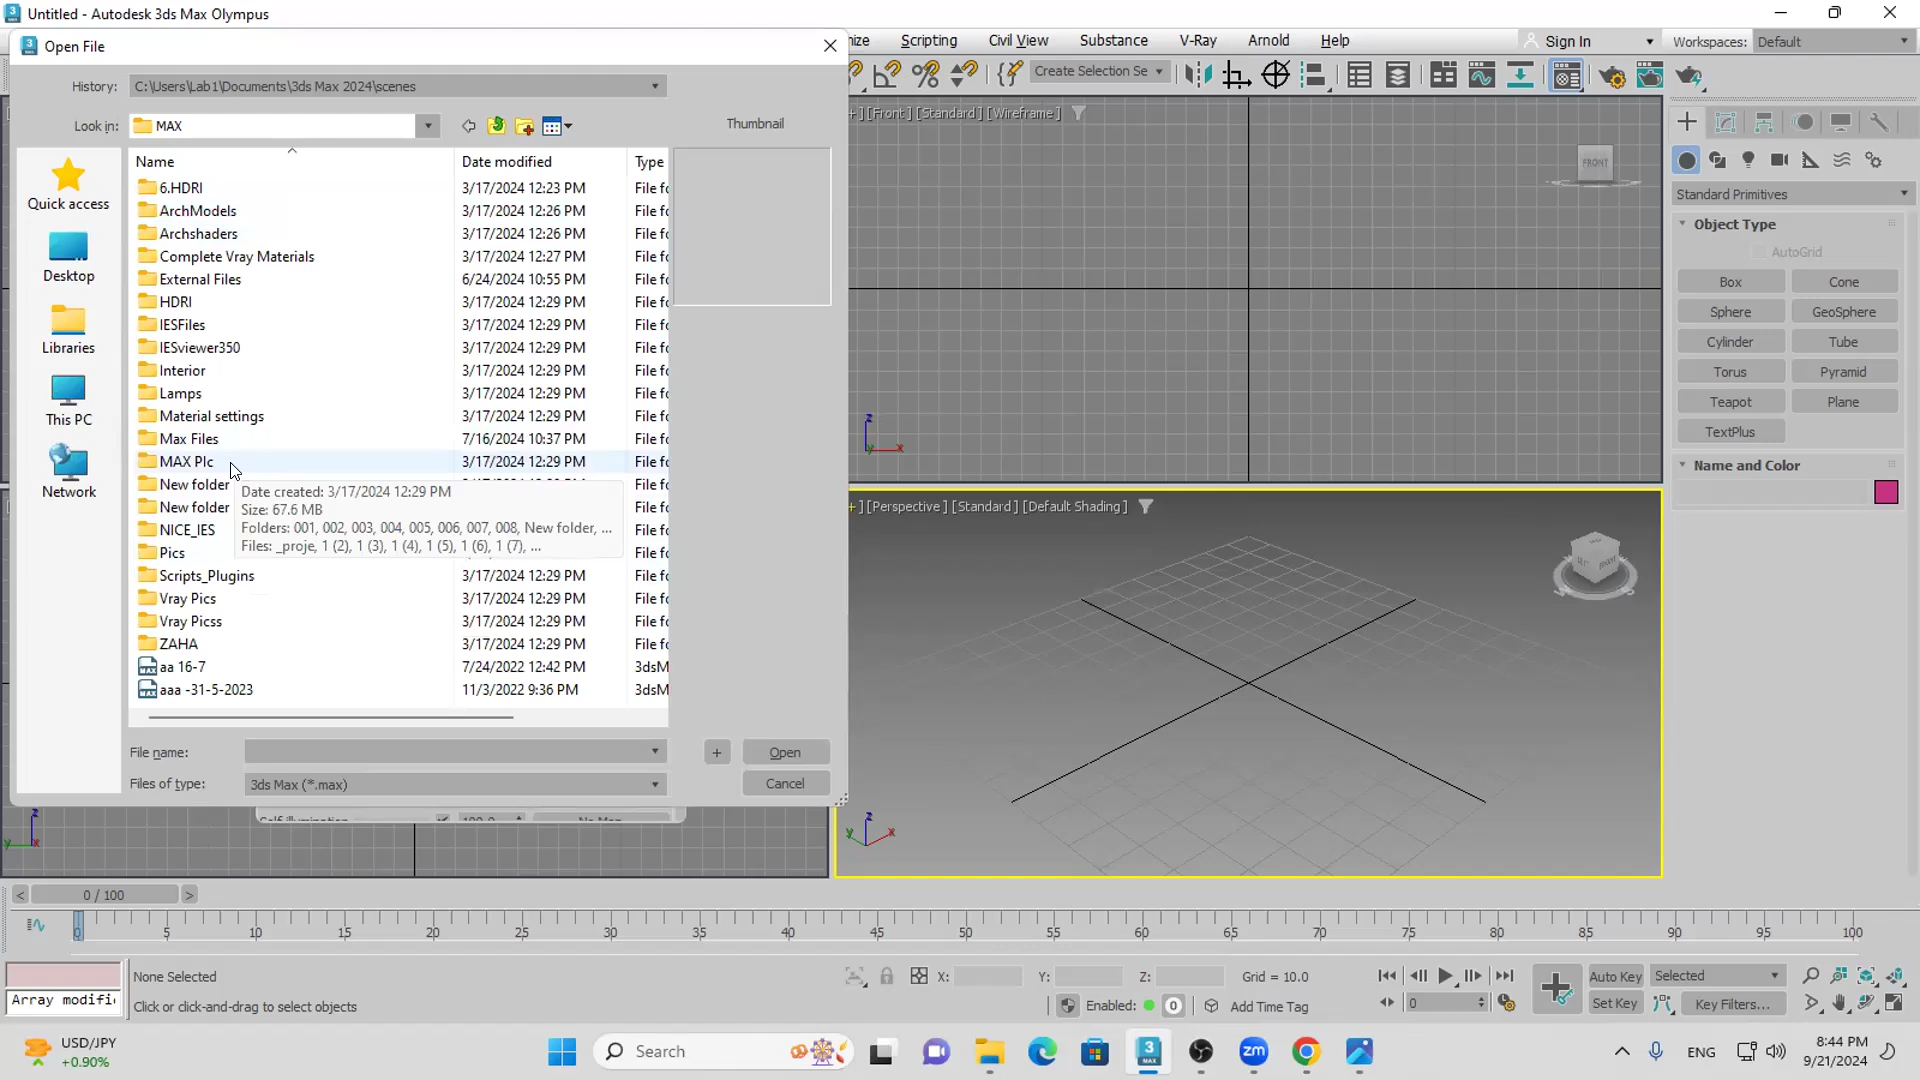 Untitled - Autodesk 3ds Max Olympus
Open File
Scripting Civil View Substance V-Ray Arnold Help Sign In Workspaces: Default
History: C:\Users\Lab1\Documents\3ds Max 2024\scenes
Create Selection Se
Look in: MAX
Thumbnail
[Front ] [Standard ] [Wireframe ]
FRONT
Quick access
Desktop
Libraries
This PC
Network
Name Date modified Type
6.HDRI 3/17/2024 12:23 PM File fo
ArchModels 3/17/2024 12:26 PM File fo
Archshaders 3/17/2024 12:26 PM File fo
Complete Vray Materials 3/17/2024 12:27 PM File fo
External Files 6/24/2024 10:55 PM File fo
HDRI 3/17/2024 12:29 PM File fo
IESFiles 3/17/2024 12:29 PM File fo
IESviewer350 3/17/2024 12:29 PM File fo
Interior 3/17/2024 12:29 PM File fo
Lamps 3/17/2024 12:29 PM File fo
Material settings 3/17/2024 12:29 PM File fo
Max Files 7/16/2024 10:37 PM File fo
MAX PIc 3/17/2024 12:29 PM File fo
New folder
New folder
NICE_IES
Pics
Date created: 3/17/2024 12:29 PM
Size: 67.6 MB
Folders: 001, 002, 003, 004, 005, 006, 007, 008, New folder, ...
Files: _proje, 1 (2), 1 (3), 1 (4), 1 (5), 1 (6), 1 (7), ...
Scripts_Plugins 3/17/2024 12:29 PM File fo
Vray Pics 3/17/2024 12:29 PM File fo
Vray Picss 3/17/2024 12:29 PM File fo
ZAHA 3/17/2024 12:29 PM File fo
aa 16-7 7/24/2022 12:42 PM 3dsM
aaa -31-5-2023 11/3/2022 9:36 PM 3dsM
File name: + Open
Files of type: 3ds Max (*.max) Cancel
z
x
y
[Perspective ] [Standard ] [Default Shading ]
z
y x
z
y x
Standard Primitives
Object Type
AutoGrid
Box Cone
Sphere GeoSphere
Cylinder Tube
Torus Pyramid
Teapot Plane
TextPlus
Name and Color
< 0 / 100 >
0 5 10 15 20 25 30 35 40 45 50 55 60 65 70 75 80 85 90 95 100
None Selected X: Y: Z: Grid = 10.0 Auto Key Selected
Array modifi Click or click-and-drag to select objects Enabled: 0 Add Time Tag 0 Set Key Key Filters...
USD/JPY
+0.90%
Search
zm
3
MAX
ENG
8:44 PM
9/21/2024